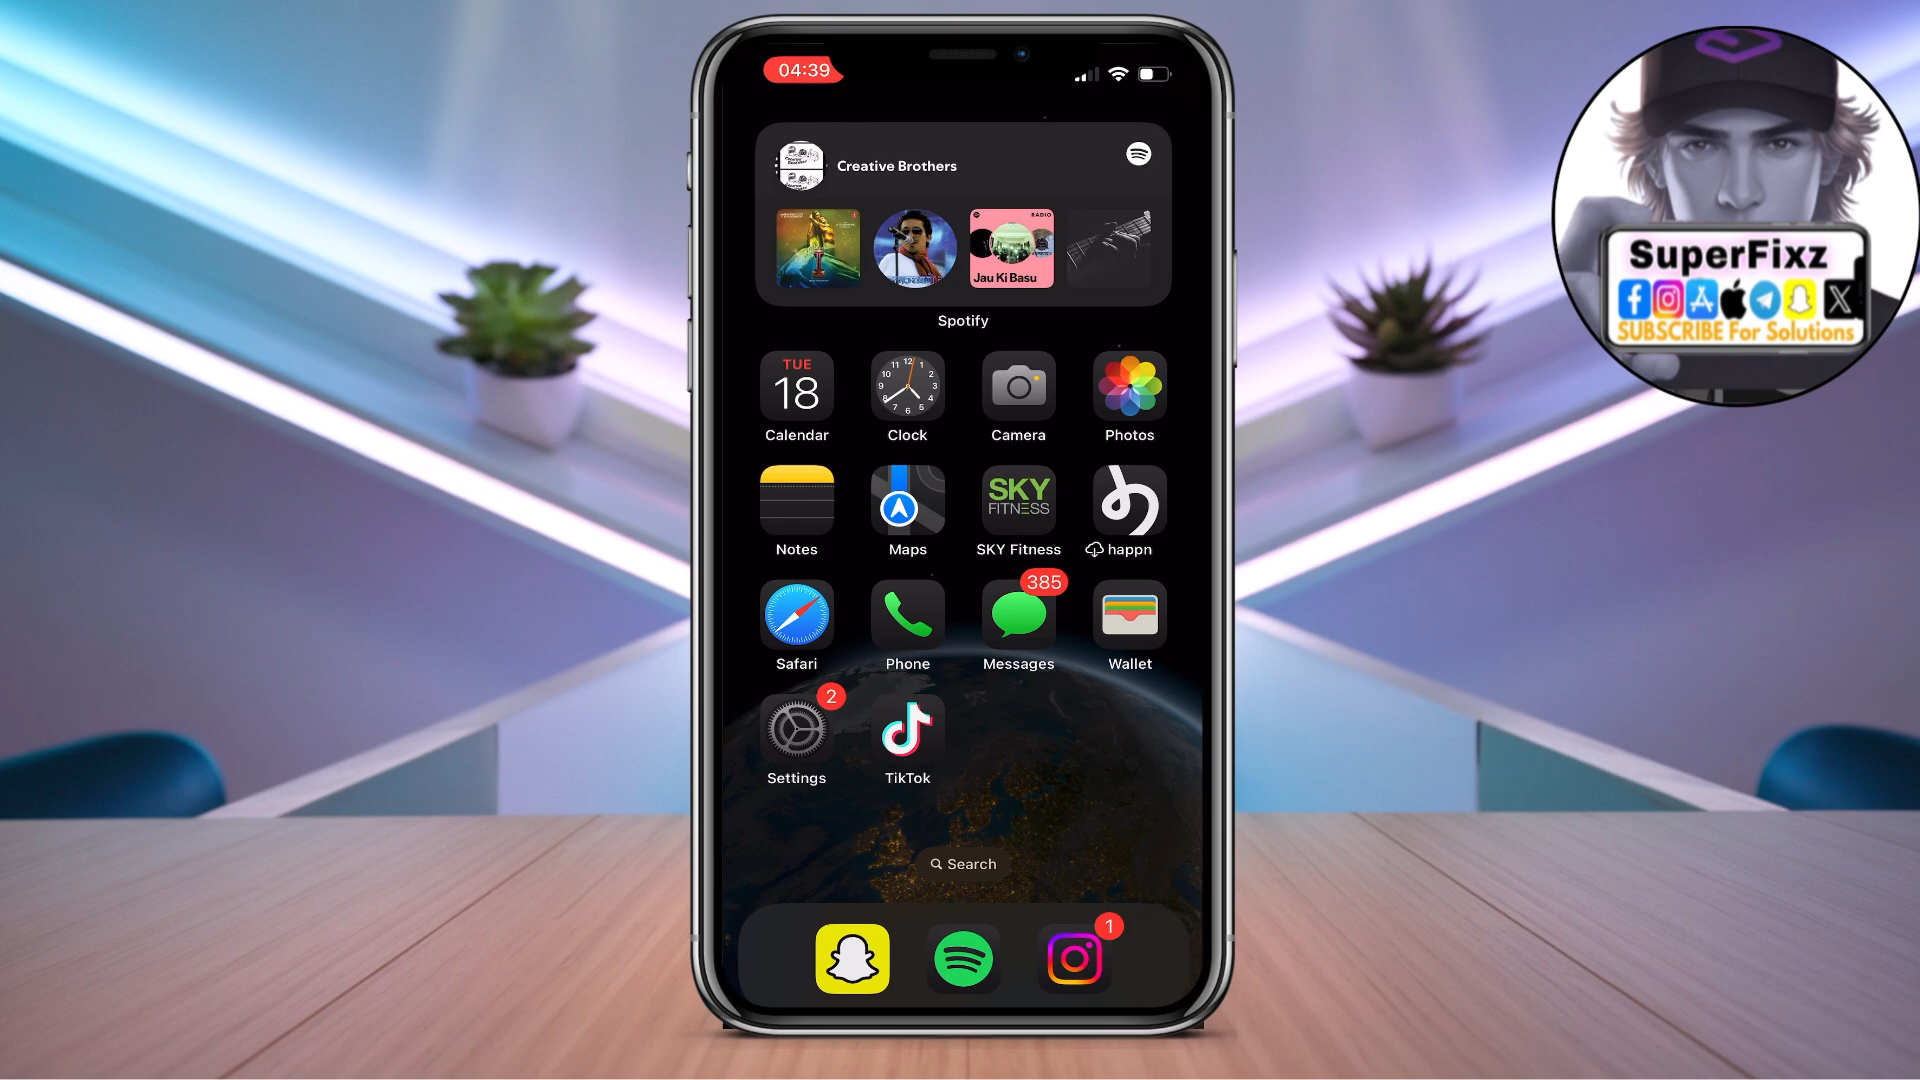 04:39
Creative Brothers
RADIO
Jau Ki Basu
Spotify
TUE
18
Calendar
Clock
Camera
Photos
SKY
FITNESS
Notes
Maps
SKY Fitness
happn
385
Safari
Phone
Messages
Wallet
2
Settings
TikTok
Search
1
SuperFixz
SUBSCRIBE For Solutions